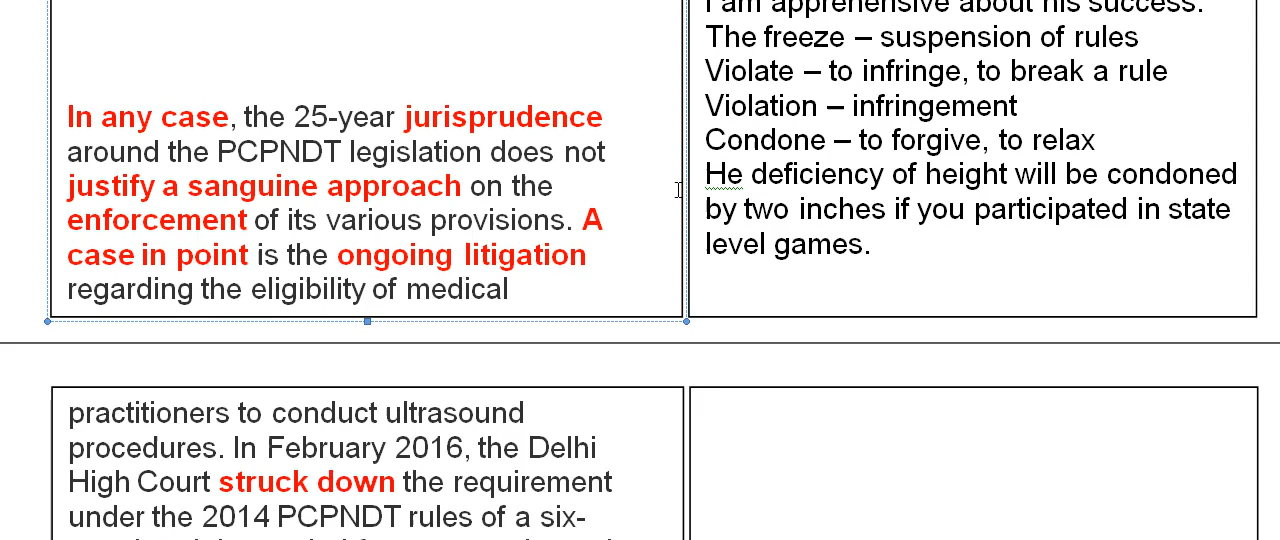 In any case, the 25-year jurisprudence
around the PCPNDT legislation does not
justify a sanguine approach on the
enforcement of its various provisions. A
case in point is the ongoing litigation
regarding the eligibility of medical
I am apprehensive about his success.
The freeze – suspension of rules
Violate – to infringe, to break a rule
Violation – infringement
Condone – to forgive, to relax
He deficiency of height will be condoned
by two inches if you participated in state
level games.
practitioners to conduct ultrasound
procedures. In February 2016, the Delhi
High Court struck down the requirement
under the 2014 PCPNDT rules of a six-